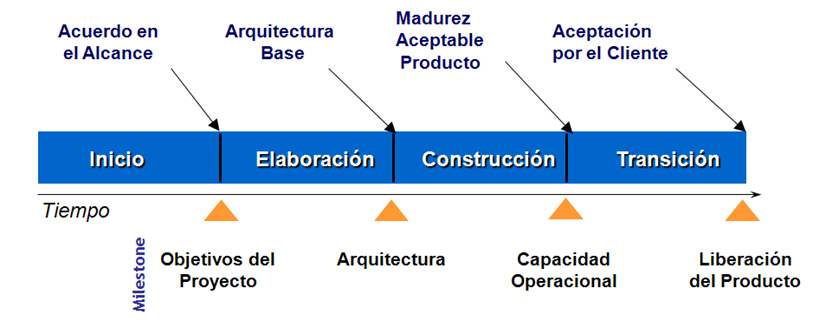 Acuerdo en
el Alcance
Arquitectura
Base
Madurez
Aceptable
Producto
Aceptación
por el Cliente
Inicio
Elaboración
Construcción
Transición
Tiempo
Milestone
Objetivos del
Proyecto
Arquitectura
Capacidad
Operacional
Liberación
del Producto